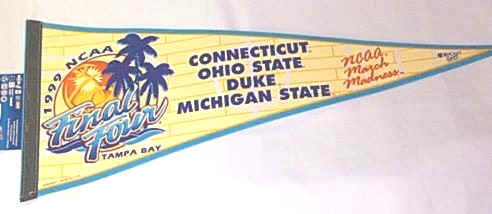 1999 NCAA
Final Four
TAMPA BAY
CONNECTICUT
OHIO STATE
DUKE
MICHIGAN STATE
NCAA
March
Madness